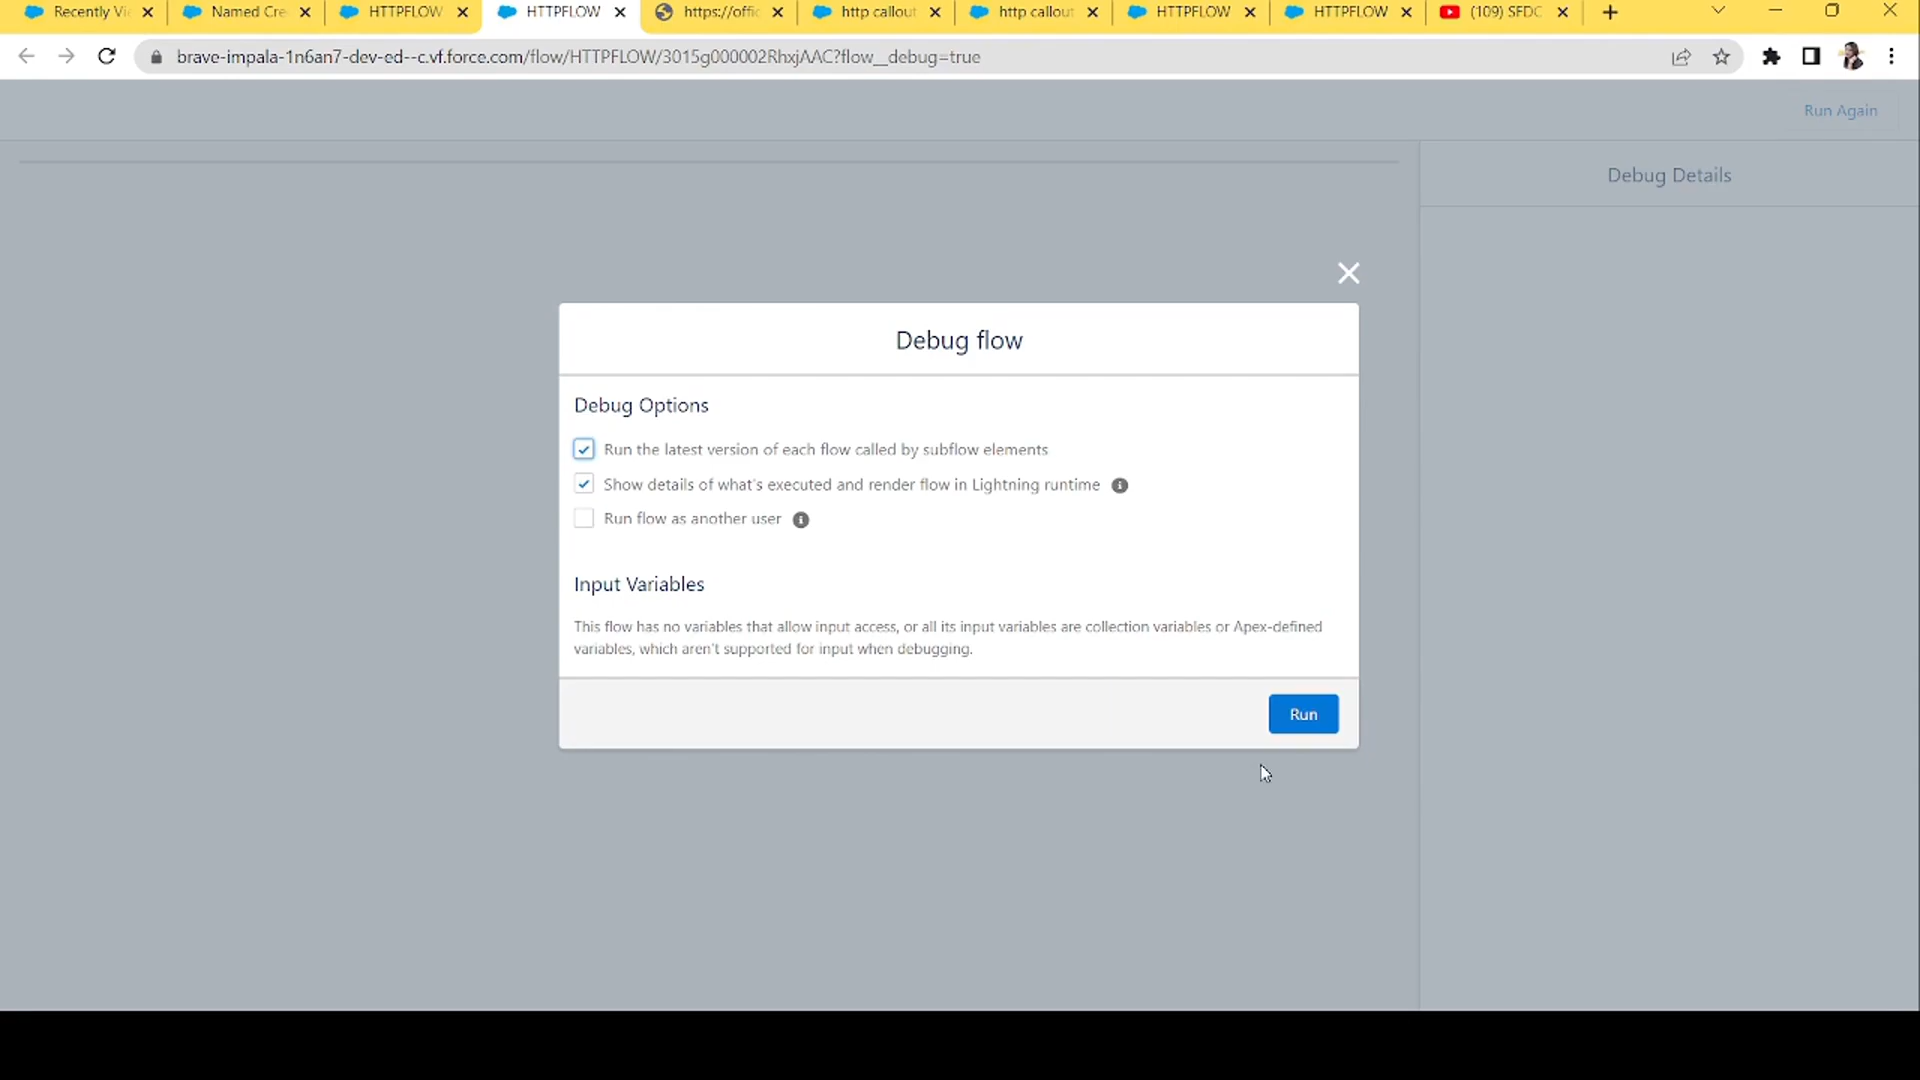 Recently Vi
Named Cre
HTTPFLOW
HTTPFLOW
https://offic
http callout
http callout
HTTPFLOW
HTTPFLOW
(109) SFDC
brave-impala-1n6an7-dev-ed--c.vf.force.com/flow/HTTPFLOW/3015g000002RhxjAAC?flow__debug=true
Run Again
Debug Details
Debug flow
Debug Options
Run the latest version of each flow called by subflow elements
Show details of what's executed and render flow in Lightning runtime
Run flow as another user
Input Variables
This flow has no variables that allow input access, or all its input variables are collection variables or Apex-defined
variables, which aren't supported for input when debugging.
Run